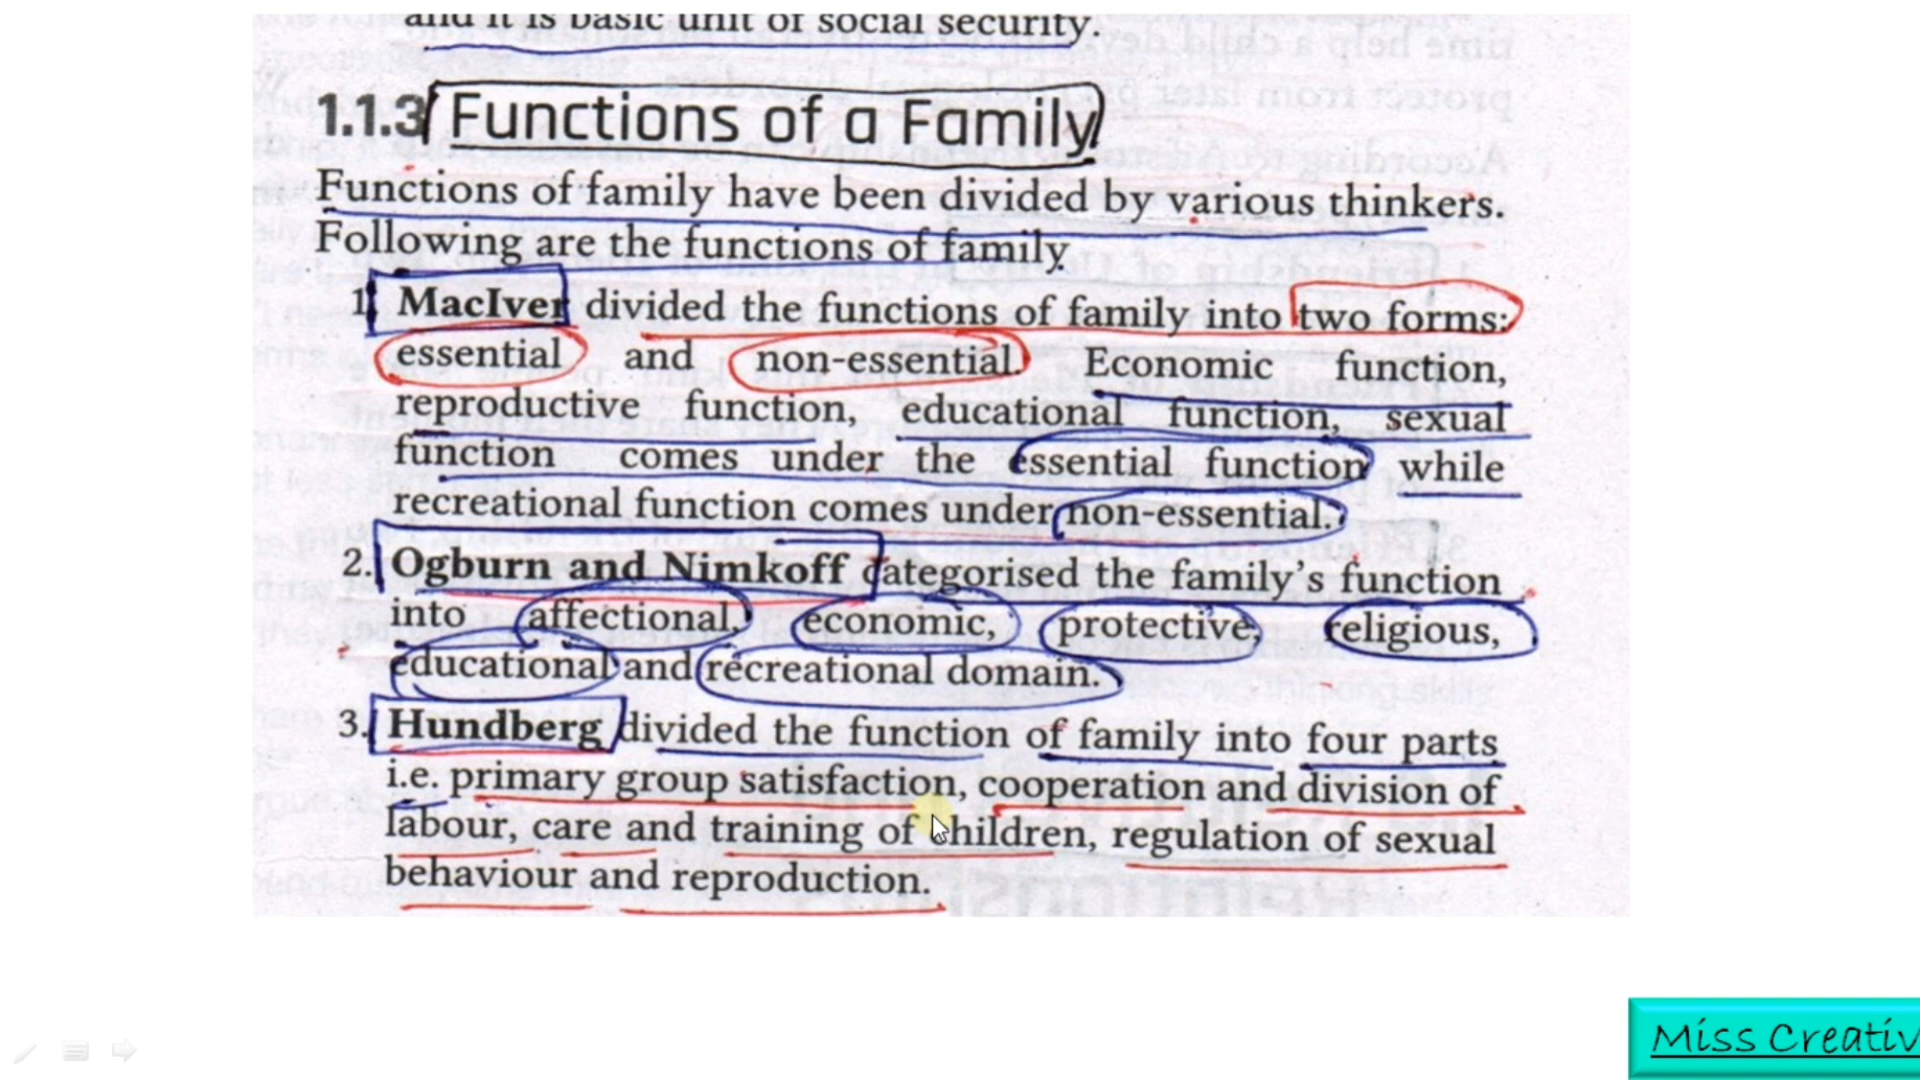 and it is basic unit of social security.
1.1.3 Functions of a Family
Functions of family have been divided by various thinkers.
Following are the functions of family
1. MacIver divided the functions of family into two forms:
essential and non-essential. Economic function,
reproductive function, educational function, sexual
function comes under the essential function while
recreational function comes under non-essential.
2. Ogburn and Nimkoff categorised the family's function
into affectional, economic, protective, religious,
educational and recreational domain.
3. Hundberg divided the function of family into four parts
i.e. primary group satisfaction, cooperation and division of
labour, care and training of children, regulation of sexual
behaviour and reproduction.
Miss Creativ